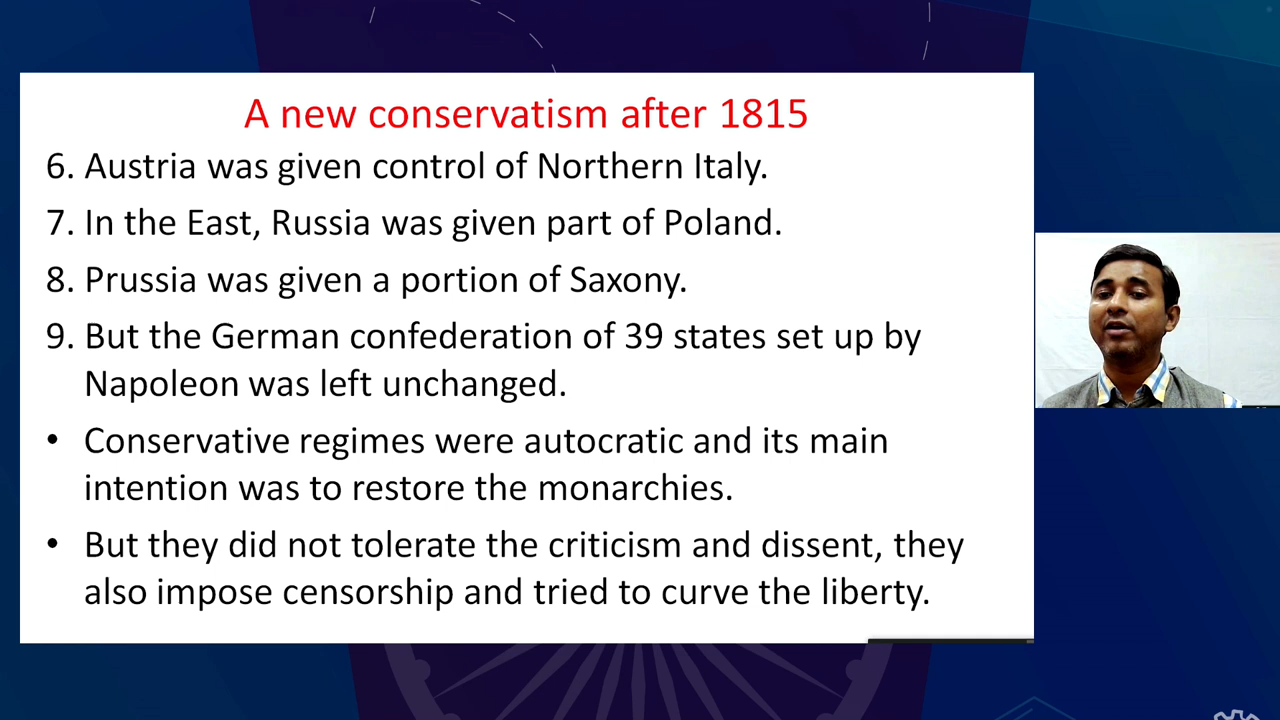 A new conservatism after 1815
6. Austria was given control of Northern Italy.
7. In the East, Russia was given part of Poland.
8. Prussia was given a portion of Saxony.
9. But the German confederation of 39 states set up by
Napoleon was left unchanged.
• Conservative regimes were autocratic and its main
intention was to restore the monarchies.
• But they did not tolerate the criticism and dissent, they
also impose censorship and tried to curve the liberty.